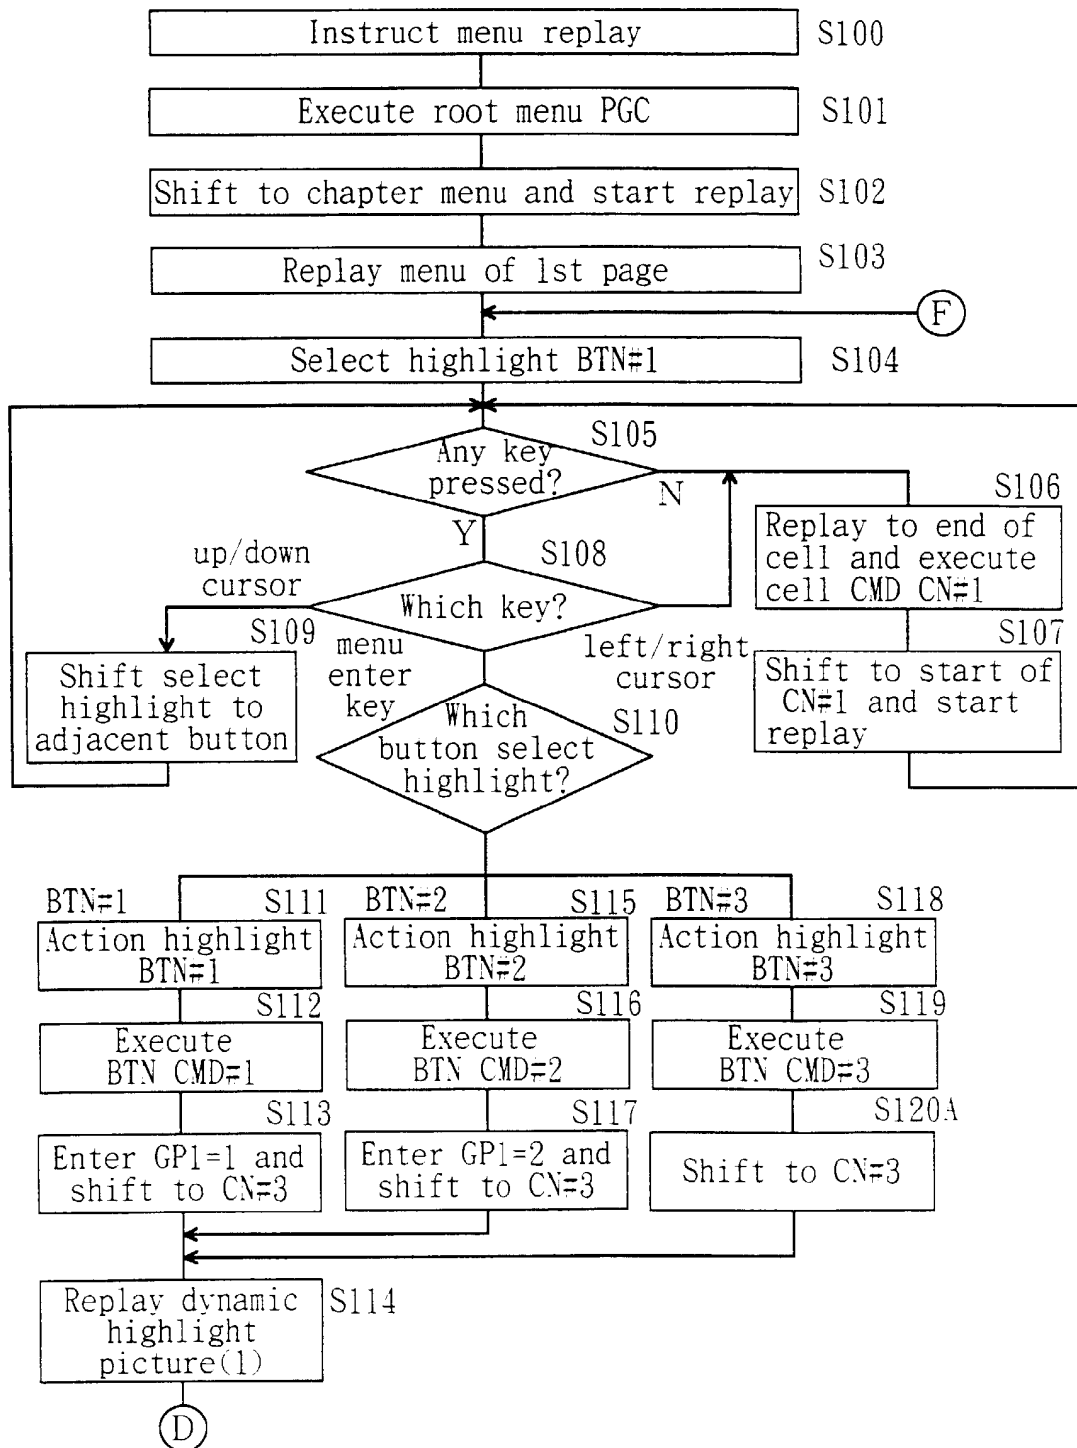 Instruct menu replay
S100
Execute root menu PGC
S101
Shift to chapter menu and start replay
S102
Replay menu of 1st page
S103
F
Select highlight BTN#1
S104
S105
Any key
pressed?
N
Y
S106
Replay to end of
cell and execute
cell CMD CN#1
up/down
cursor
S108
Which key?
S109
menu
enter
key
left/right
cursor
S107
Shift to start of
CN#1 and start
replay
Shift select
highlight to
adjacent button
S110
Which
button select
highlight?
BTN#1
S111
Action highlight
BTN#1
BTN#2
S115
Action highlight
BTN#2
BTN#3
S118
Action highlight
BTN#3
S112
Execute
BTN CMD#1
S116
Execute
BTN CMD#2
S119
Execute
BTN CMD#3
S113
Enter GP1=1 and
shift to CN#3
S117
Enter GP1=2 and
shift to CN#3
S120A
Shift to CN#3
Replay dynamic
highlight
picture(1)
S114
D